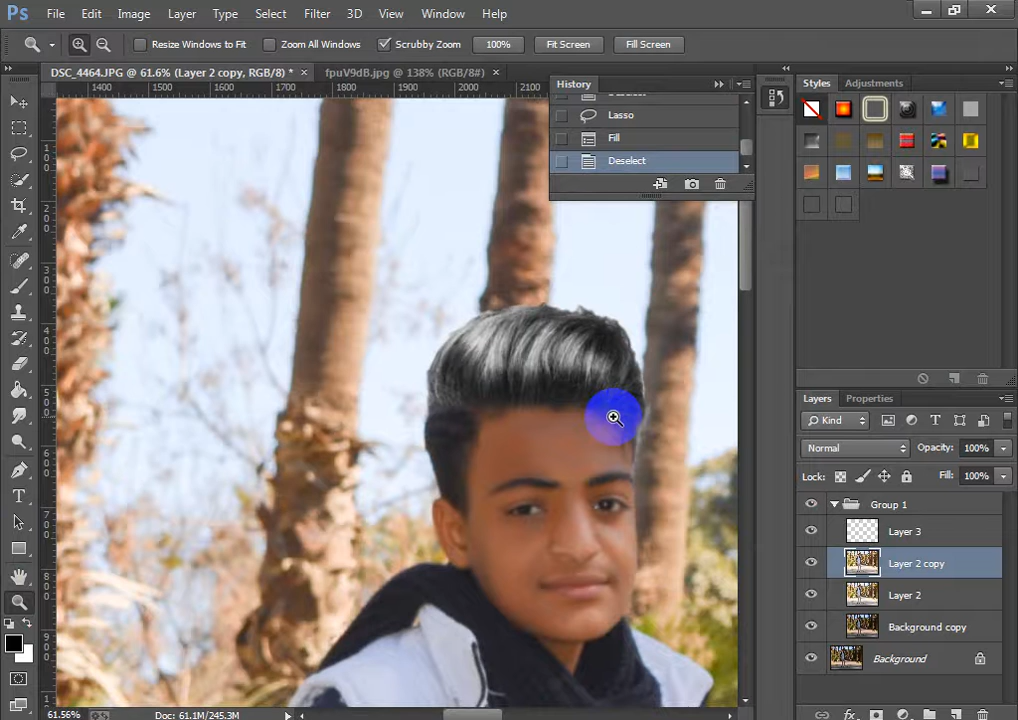 Ps File Edit Image Layer Type Select Filter 3D View Window Help
Resize Windows to Fit Zoom All Windows Scrubby Zoom 100% Fit Screen Fill Screen
DSC_4464.JPG @ 61.6% (Layer 2 copy, RGB/8) * × fpuV9dB.jpg @ 138% (RGB/8#) ×
1400 1500 1600 1700 1800 1900 2000 2100
History
Lasso
Fill
Deselect
Styles Adjustments
Layers Properties
Kind
Normal Opacity: 100%
Lock: Fill: 100%
Group 1
Layer 3
Layer 2 copy
Layer 2
Background copy
Background
61.56% Doc: 61.1M/245.3M